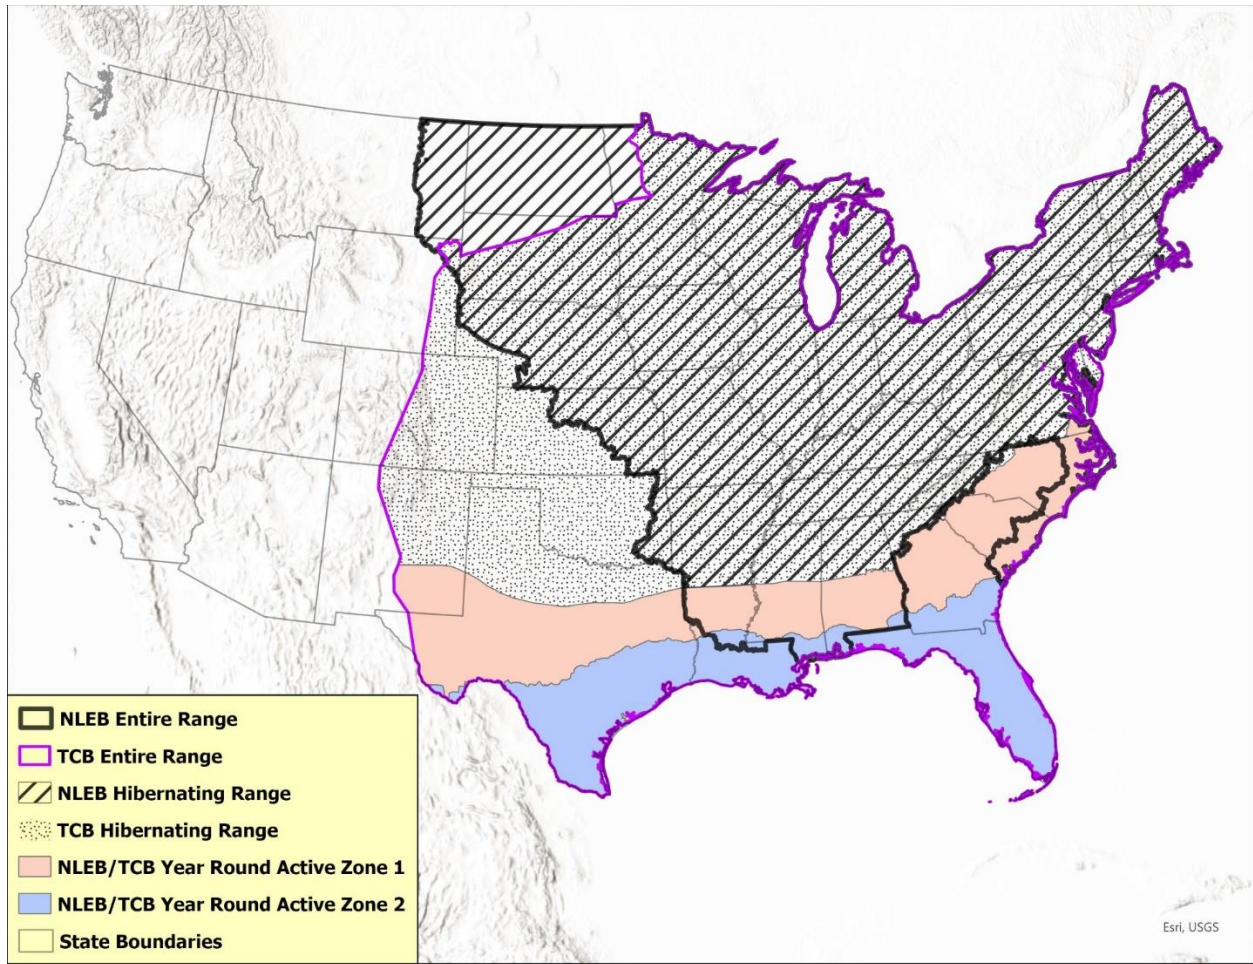 NLEB Entire Range
TCB Entire Range
NLEB Hibernating Range
TCB Hibernating Range
NLEB/TCB Year Round Active Zone 1
NLEB/TCB Year Round Active Zone 2
State Boundaries
Esri, USGS